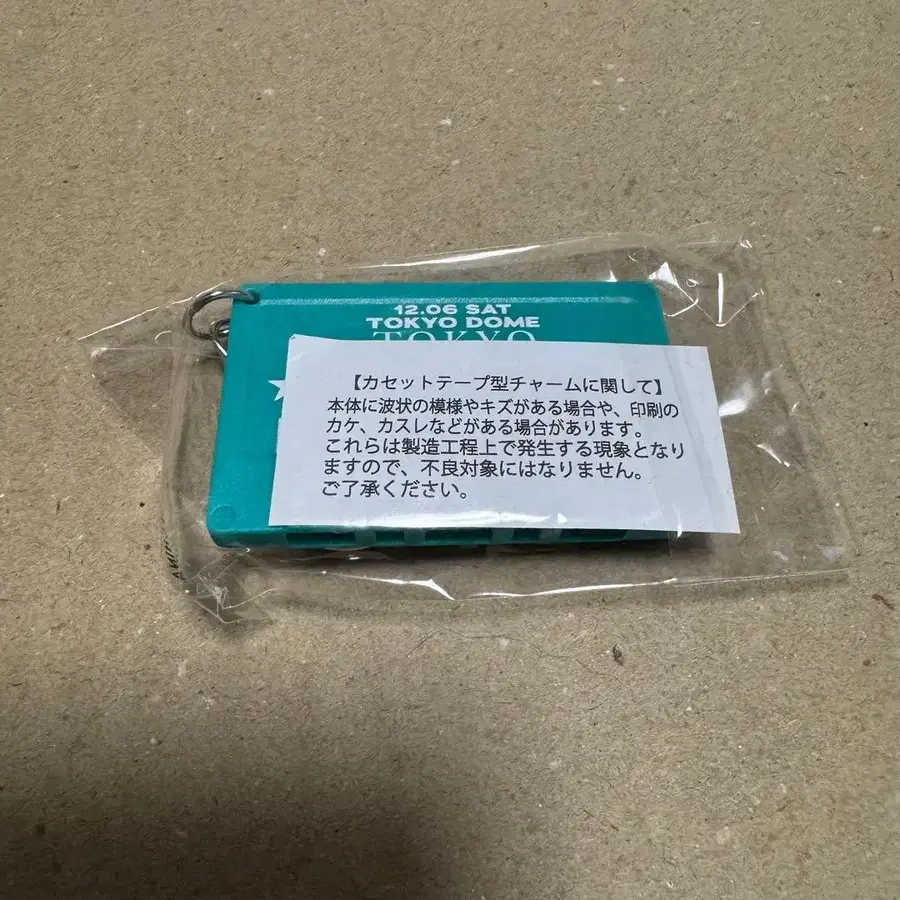 12.06 SAT
TOKYO DOME
TOKYO
【カセットテープ型チャームに関して】
本体に波状の模様やキズがある場合や、印刷の
カケ、カスレなどがある場合があります。
これらは製造工程上で発生する現象となり
ますので、不良対象にはなりません。
ご了承ください。